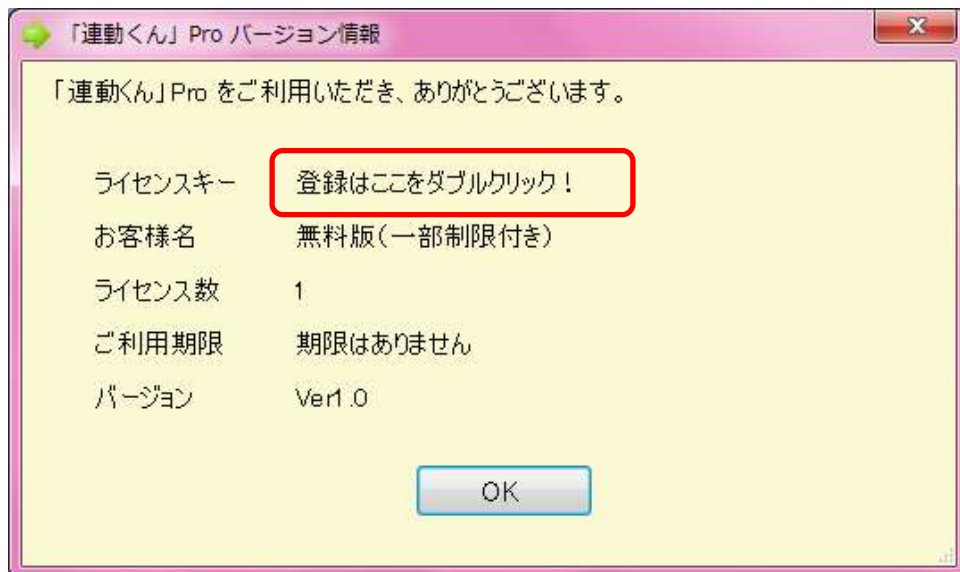 「連動くん」Pro バージョン情報
「連動くん」Pro をご利用いただき、ありがとうございます。
ライセンスキー 登録はここをダブルクリック！
お客様名 無料版(一部制限付き)
ライセンス数 1
ご利用期限 期限はありません
バージョン Ver1.0
OK